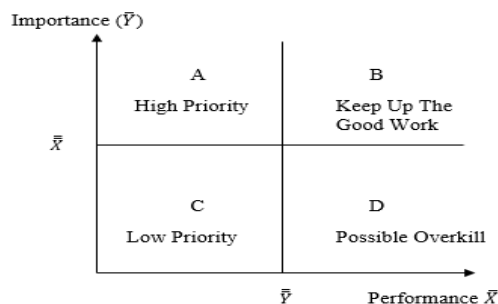 Importance (Y̅)
A
B
High Priority
Keep Up The
Good Work
X̿
C
D
Low Priority
Possible Overkill
Y̿
Performance X̅